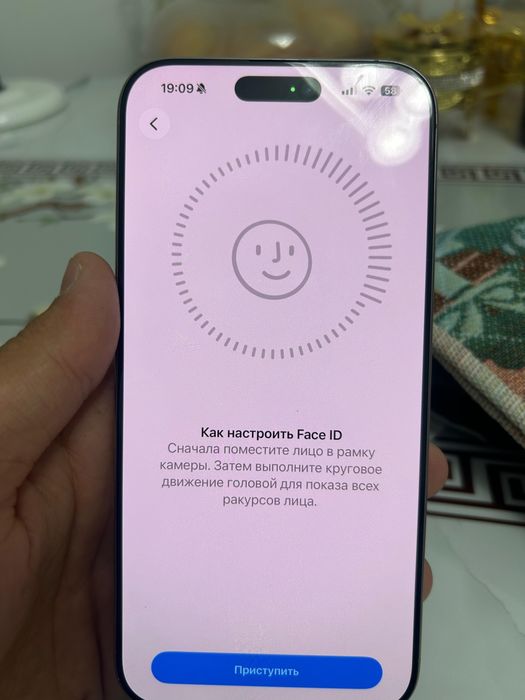 19:09 58
Как настроить Face ID
Сначала поместите лицо в рамку
камеры. Затем выполните круговое
движение головой для показа всех
ракурсов лица.
Приступить